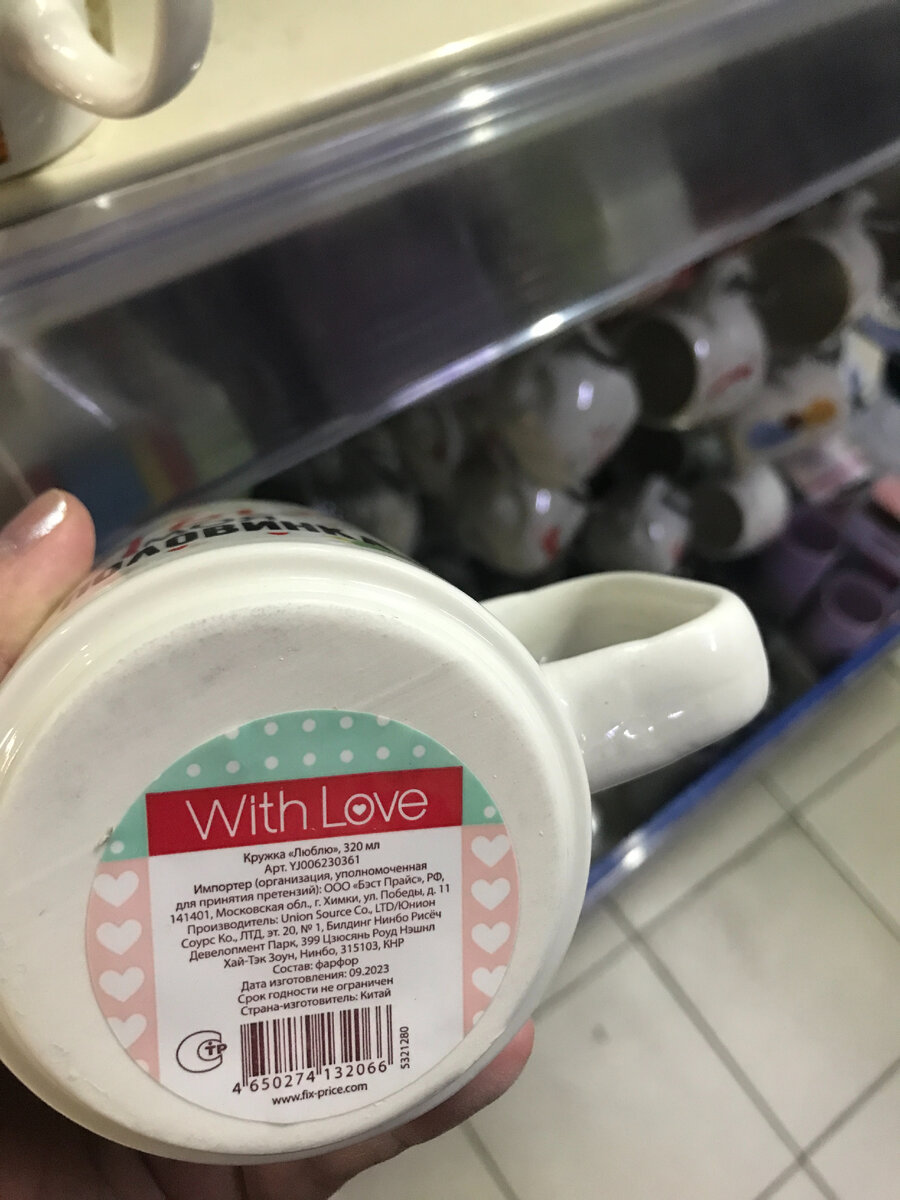 ПОЛОВИНКА
With Love
Кружка «Люблю», 320 мл
Арт. YJ006230361
Импортер (организация, уполномоченная
для принятия претензий): ООО «Бэст Прайс», РФ,
141401, Московская обл., г. Химки, ул. Победы, д. 11
Производитель: Union Source Co., LTD/Юнион
Соурс Ко., ЛТД, эт. 20, № 1, Билдинг Нинбо Рисёч
Девелопмент Парк, 399 Цзюсянь Роуд Нэшнл
Хай-Тэк Зоун, Нинбо, 315103, КНР
Состав: фарфор
Дата изготовления: 09.2023
Срок годности не ограничен
Страна-изготовитель: Китай
СТР
5321280
4 650274 132066
www.fix-price.com